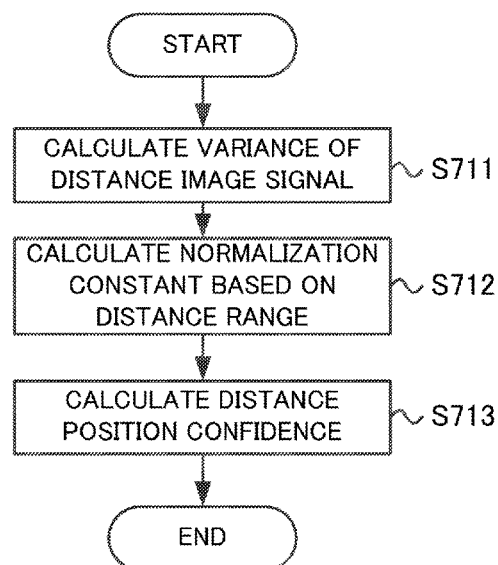 START
CALCULATE VARIANCE OF
DISTANCE IMAGE SIGNAL
S711
CALCULATE NORMALIZATION
CONSTANT BASED ON
DISTANCE RANGE
S712
CALCULATE DISTANCE
POSITION CONFIDENCE
S713
END